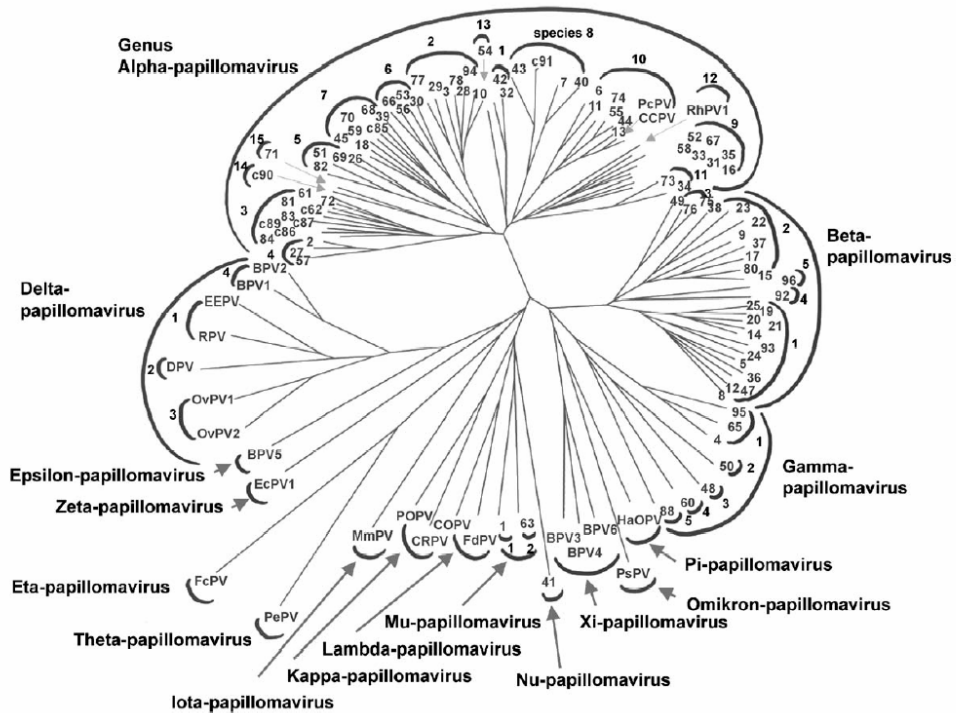 Genus
Alpha-papillomavirus
13
54
1
42
32
species 8
43
c91
7
40
10
6
11
74
55
44
13
PcPV
CCPV
12
RhPV1
9
52
67
58
33
31
35
16
11
73
34
2
77
94
78
29
3
28
10
6
53
66
56
30
7
70
68
39
59
c85
45
18
5
51
69
26
82
15
71
14
c90
3
61
81
72
83
c62
c89
c87
c86
84
4
2
27
57
Beta-
papillomavirus
3
49
75
76
38
2
23
22
9
37
17
80
15
5
96
4
92
1
25
19
20
21
14
93
24
5
36
12
47
8
Gamma-
papillomavirus
1
95
65
4
2
50
3
48
4
60
5
88
Delta-
papillomavirus
4
BPV2
BPV1
1
EEPV
RPV
2
DPV
3
OvPV1
OvPV2
Epsilon-papillomavirus
BPV5
Zeta-papillomavirus
EcPV1
Eta-papillomavirus
FcPV
Theta-papillomavirus
PePV
Iota-papillomavirus
MmPV
Kappa-papillomavirus
POPV
CRPV
Lambda-papillomavirus
COPV
FdPV
Mu-papillomavirus
1
63
1
2
Nu-papillomavirus
41
Xi-papillomavirus
BPV3
BPV4
BPV6
Omikron-papillomavirus
PsPV
Pi-papillomavirus
HaOPV